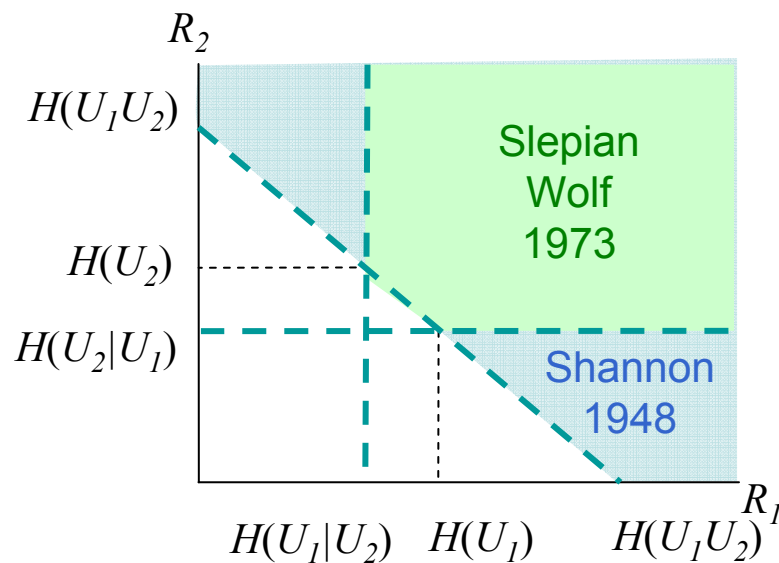 R₂
H(U₁U₂)
Slepian
Wolf
1973
H(U₂)
H(U₂|U₁)
Shannon
1948
R₁
H(U₁|U₂)
H(U₁)
H(U₁U₂)